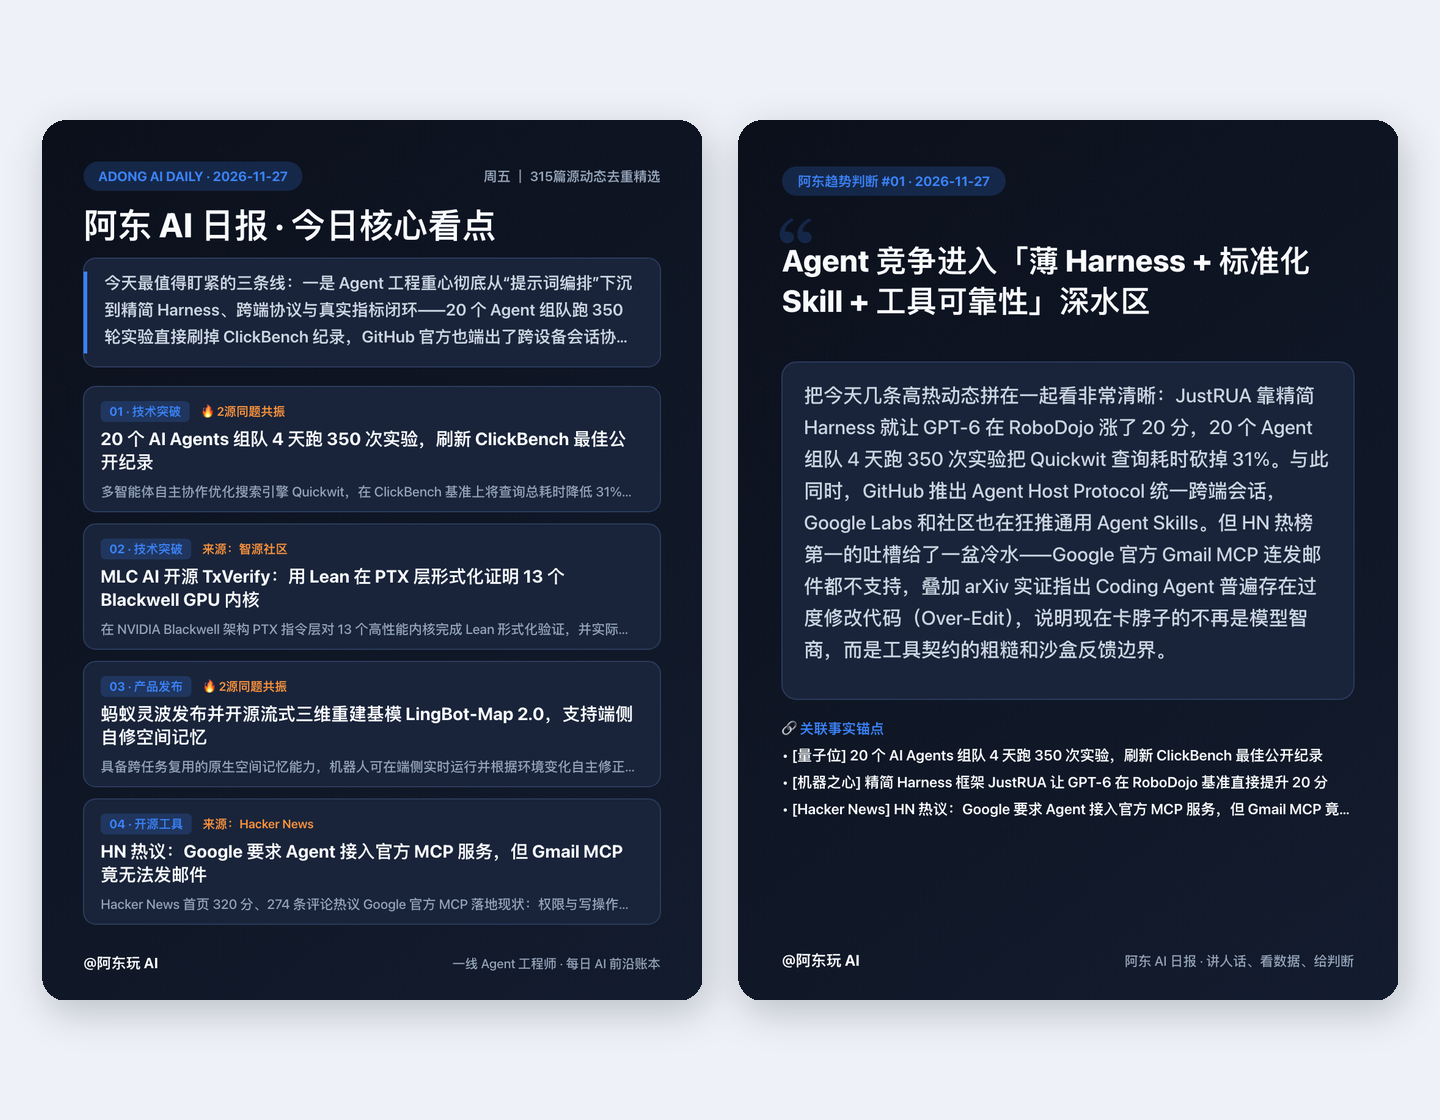 ADONG AI DAILY · 2026-11-27
周五 | 315篇源动态去重精选
阿东 AI 日报 · 今日核心看点
今天最值得盯紧的三条线：一是 Agent 工程重心彻底从“提示词编排”下沉
到精简 Harness、跨端协议与真实指标闭环——20 个 Agent 组队跑 350
轮实验直接刷掉 ClickBench 纪录，GitHub 官方也端出了跨设备会话协...
01 · 技术突破 🔥 2源同题共振
20 个 AI Agents 组队 4 天跑 350 次实验，刷新 ClickBench 最佳公
开纪录
多智能体自主协作优化搜索引擎 Quickwit，在 ClickBench 基准上将查询总耗时降低 31%...
02 · 技术突破 来源：智源社区
MLC AI 开源 TxVerify：用 Lean 在 PTX 层形式化证明 13 个
Blackwell GPU 内核
在 NVIDIA Blackwell 架构 PTX 指令层对 13 个高性能内核完成 Lean 形式化验证，并实际...
03 · 产品发布 🔥 2源同题共振
蚂蚁灵波发布并开源流式三维重建基模 LingBot-Map 2.0，支持端侧
自修空间记忆
具备跨任务复用的原生空间记忆能力，机器人可在端侧实时运行并根据环境变化自主修正...
04 · 开源工具 来源：Hacker News
HN 热议：Google 要求 Agent 接入官方 MCP 服务，但 Gmail MCP
竟无法发邮件
Hacker News 首页 320 分、274 条评论热议 Google 官方 MCP 落地现状：权限与写操作...
@阿东玩 AI
一线 Agent 工程师 · 每日 AI 前沿账本
阿东趋势判断 #01 · 2026-11-27
“
Agent 竞争进入「薄 Harness + 标准化
Skill + 工具可靠性」深水区
把今天几条高热动态拼在一起看非常清晰：JustRUA 靠精简
Harness 就让 GPT-6 在 RoboDojo 涨了 20 分，20 个 Agent
组队 4 天跑 350 次实验把 Quickwit 查询耗时砍掉 31%。与此
同时，GitHub 推出 Agent Host Protocol 统一跨端会话，
Google Labs 和社区也在狂推通用 Agent Skills。但 HN 热榜
第一的吐槽给了一盆冷水——Google 官方 Gmail MCP 连发邮
件都不支持，叠加 arXiv 实证指出 Coding Agent 普遍存在过
度修改代码（Over-Edit），说明现在卡脖子的不再是模型智
商，而是工具契约的粗糙和沙盒反馈边界。
🔗 关联事实锚点
• [量子位] 20 个 AI Agents 组队 4 天跑 350 次实验，刷新 ClickBench 最佳公开纪录
• [机器之心] 精简 Harness 框架 JustRUA 让 GPT-6 在 RoboDojo 基准直接提升 20 分
• [Hacker News] HN 热议：Google 要求 Agent 接入官方 MCP 服务，但 Gmail MCP 竟...
@阿东玩 AI
阿东 AI 日报 · 讲人话、看数据、给判断